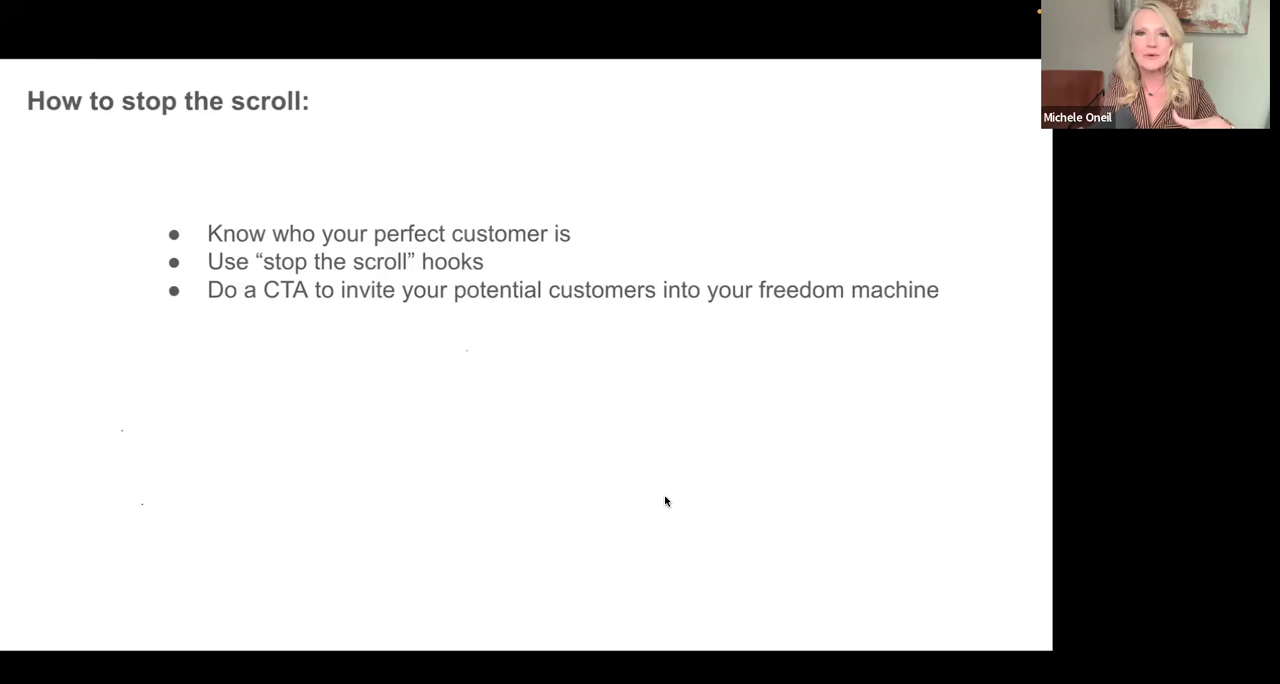 How to stop the scroll:
● Know who your perfect customer is
● Use “stop the scroll” hooks
● Do a CTA to invite your potential customers into your freedom machine
Michele Oneil